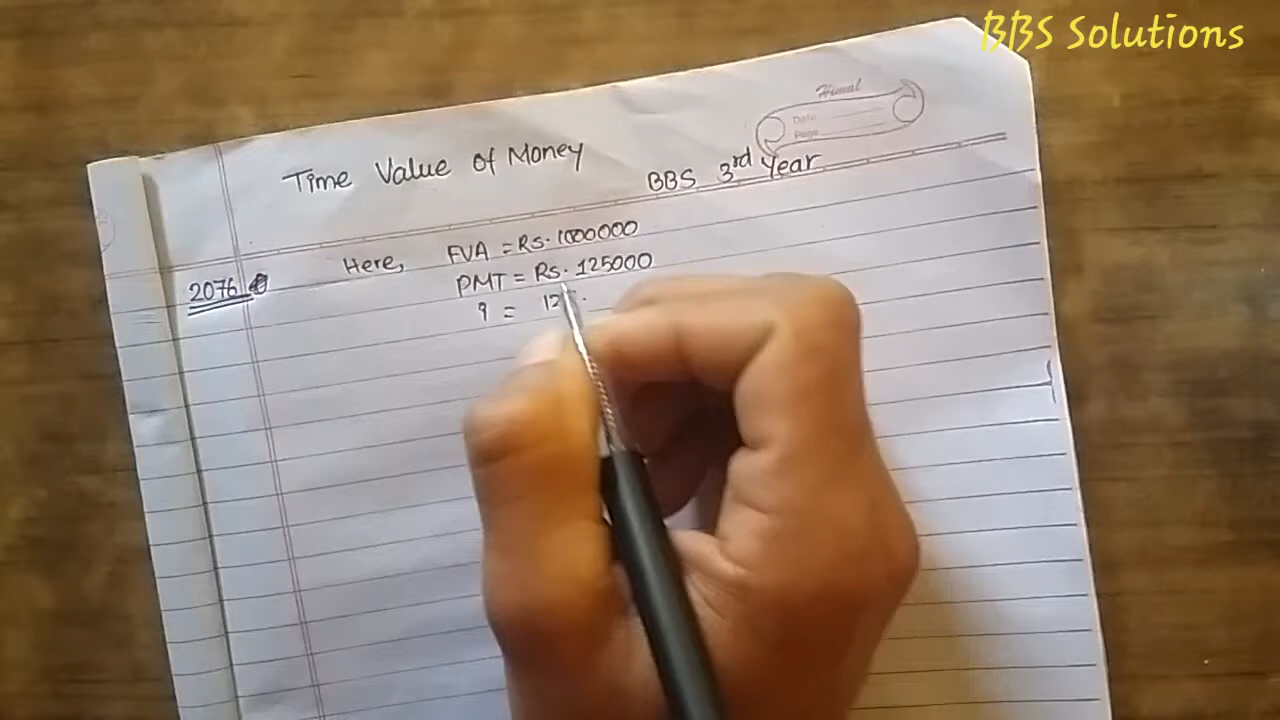 BBS Solutions
Himal
Date
Page
Time Value of Money
BBS 3rd Year
2076
Here, FVA = Rs. 1000000
PMT = Rs. 125000
i = 12%